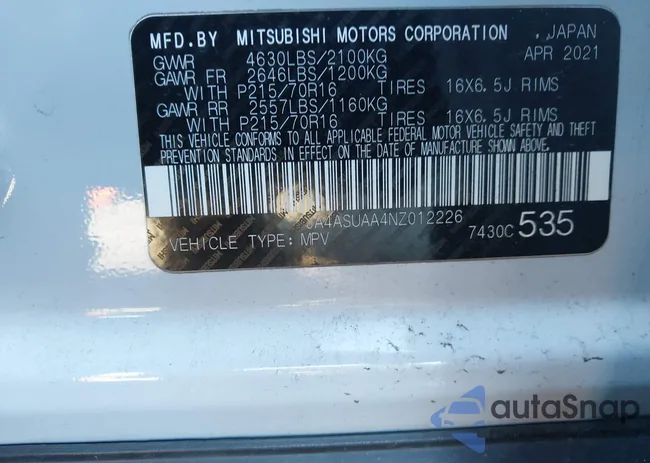 MFD.BY MITSUBISHI MOTORS CORPORATION . JAPAN
GVWR 4630LBS/2100KG APR 2021
GAWR FR 2646LBS/1200KG
WITH P215/70R16 TIRES 16X6.5J RIMS
GAWR RR 2557LBS/1160KG
WITH P215/70R16 TIRES 16X6.5J RIMS
THIS VEHICLE CONFORMS TO ALL APPLICABLE FEDERAL MOTOR VEHICLE SAFETY AND THEFT
PREVENTION STANDARDS IN EFFECT ON THE DATE OF MANUFACTURE SHOWN ABOVE.
JA4ASUAA4NZ012226
VEHICLE TYPE: MPV 7430C 535
autoSnap